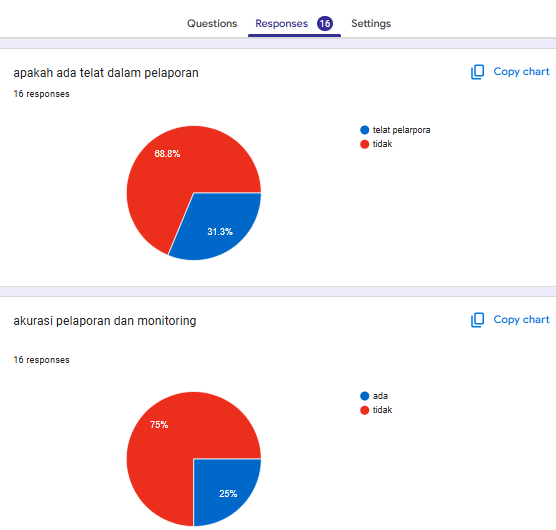 Questions Responses 16 Settings
apakah ada telat dalam pelaporan
Copy chart
16 responses
telat pelarpora
tidak
68.8%
31.3%
akurasi pelaporan dan monitoring
Copy chart
16 responses
ada
tidak
75%
25%